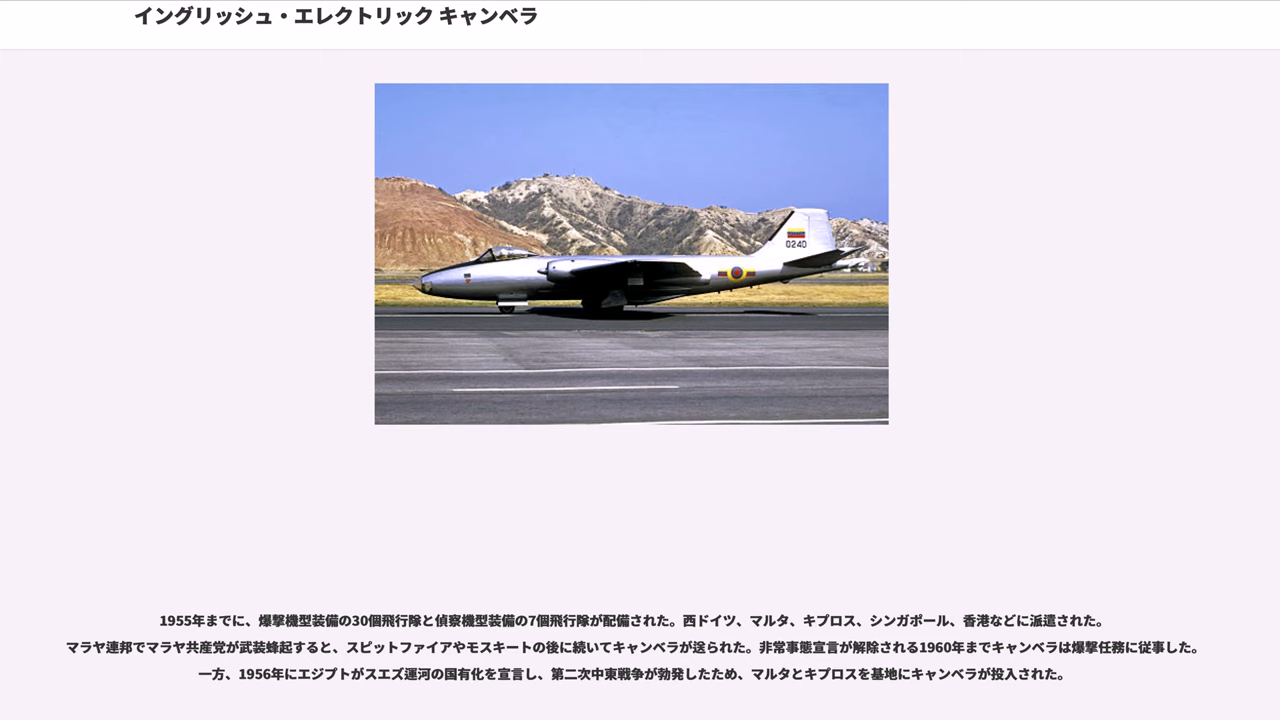 イングリッシュ・エレクトリック キャンベラ
0240
1955年までに、爆撃機型装備の30個飛行隊と偵察機型装備の7個飛行隊が配備された。西ドイツ、マルタ、キプロス、シンガポール、香港などに派遣された。
マラヤ連邦でマラヤ共産党が武装蜂起すると、スピットファイアやモスキートの後に続いてキャンベラが送られた。非常事態宣言が解除される1960年までキャンベラは爆撃任務に従事した。
一方、1956年にエジプトがスエズ運河の国有化を宣言し、第二次中東戦争が勃発したため、マルタとキプロスを基地にキャンベラが投入された。